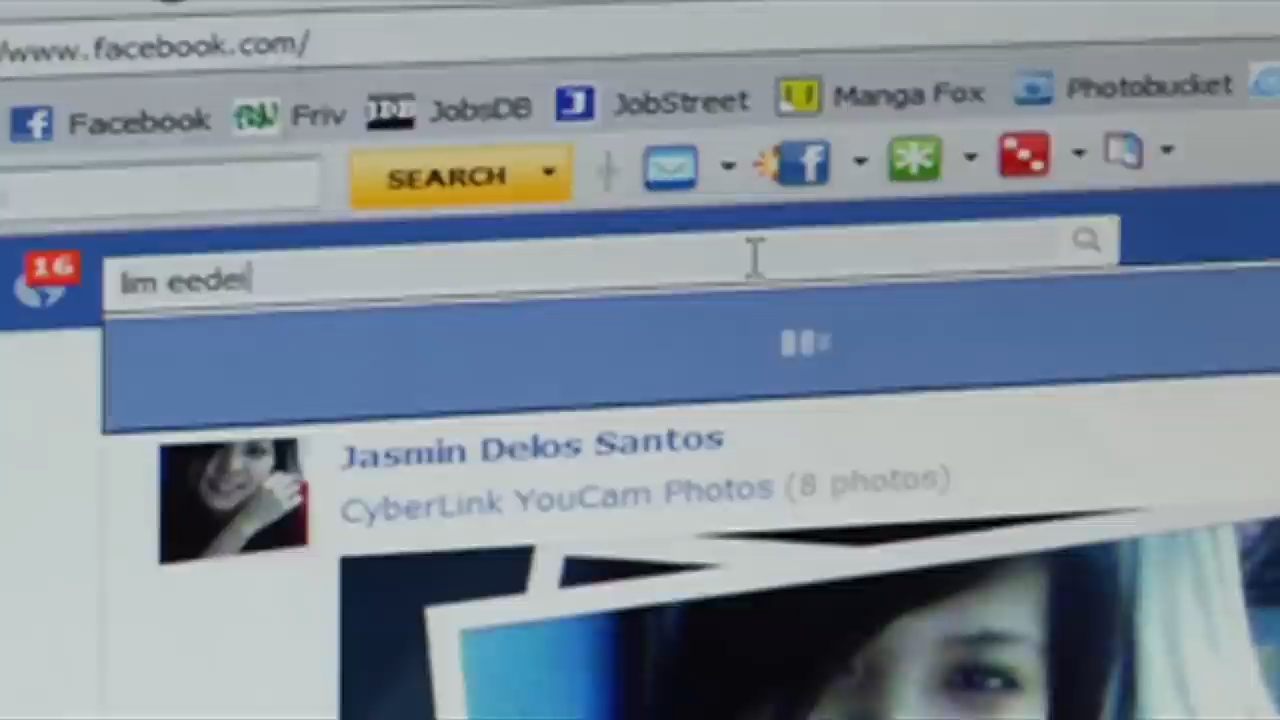 /www.facebook.com/
Facebook Friv JobsDB JobStreet Manga Fox Photobucket
SEARCH
16
lim eedei
Jasmin Delos Santos
CyberLink YouCam Photos (8 photos)